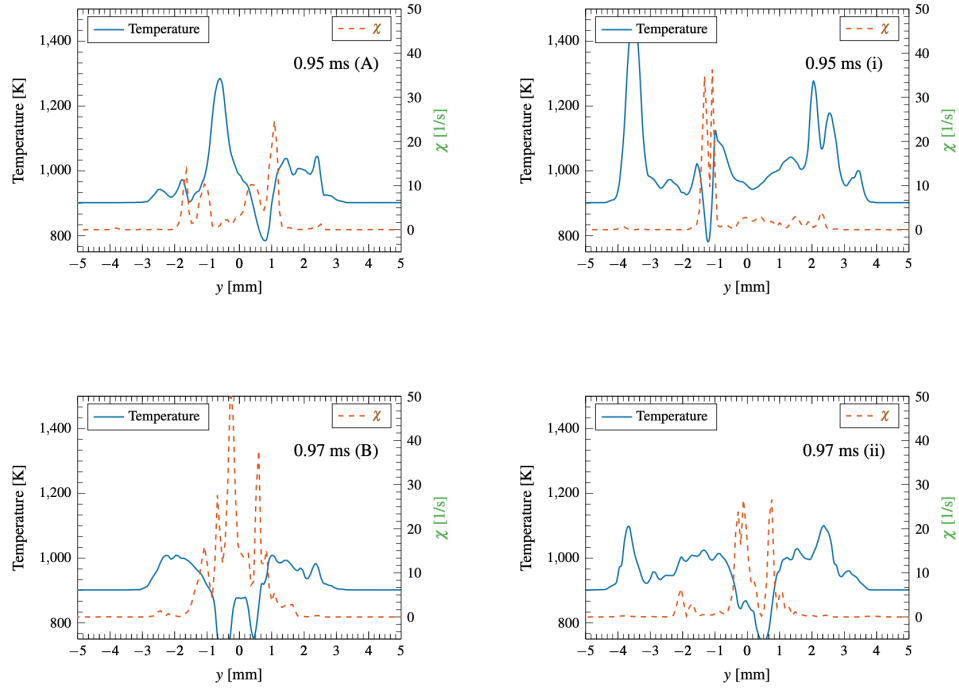 Temperature
χ
0.95 ms (A)
1,400
1,200
1,000
800
Temperature [K]
50
40
30
20
10
0
χ [1/s]
−5 −4 −3 −2 −1 0 1 2 3 4 5
y [mm]
Temperature
χ
0.95 ms (i)
1,400
1,200
1,000
800
Temperature [K]
50
40
30
20
10
0
χ [1/s]
−5 −4 −3 −2 −1 0 1 2 3 4 5
y [mm]
Temperature
χ
0.97 ms (B)
1,400
1,200
1,000
800
Temperature [K]
50
40
30
20
10
0
χ [1/s]
−5 −4 −3 −2 −1 0 1 2 3 4 5
y [mm]
Temperature
χ
0.97 ms (ii)
1,400
1,200
1,000
800
Temperature [K]
50
40
30
20
10
0
χ [1/s]
−5 −4 −3 −2 −1 0 1 2 3 4 5
y [mm]